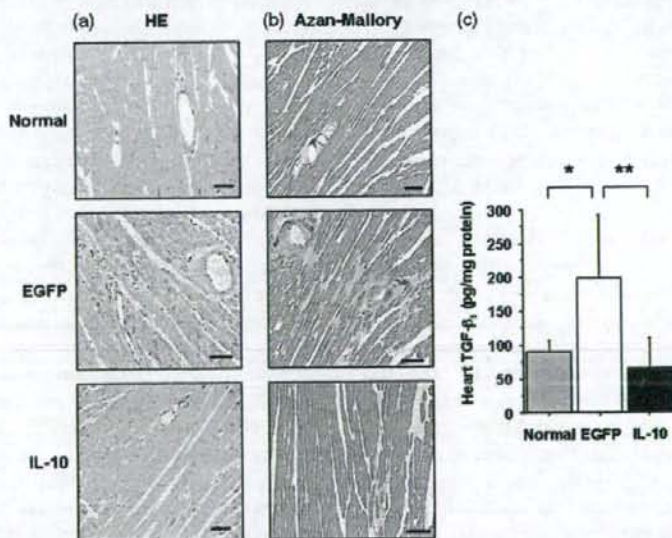 (a) HE (b) Azan-Mallory (c)
Normal
EGFP
IL-10
* **
Heart TGF-β₁ (pg/mg protein)
300
250
200
150
100
50
0
Normal EGFP IL-10